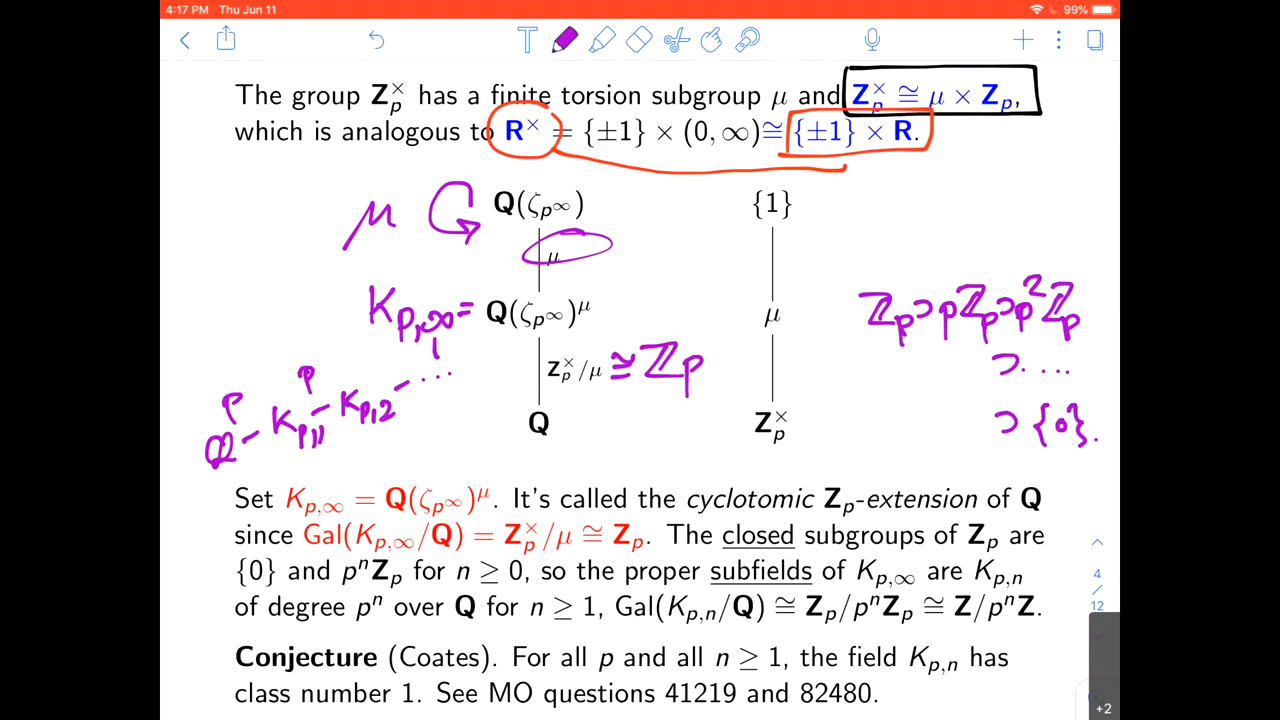 4:17 PM Thu Jun 11
99%
T
The group Z_p^× has a finite torsion subgroup μ and Z_p^× ≅ μ × Z_p,
which is analogous to R^× = {±1} × (0, ∞) ≅ {±1} × R.
μ Q(ζ_{p^∞}) {1}
μ
K_{p,∞} = Q(ζ_{p^∞})^μ μ Z_p ⊃ pZ_p ⊃ p^2 Z_p
Z_p^×/μ ≅ Z_p ⊃ ....
p p
Q - K_{p,1} - K_{p,2} - ... Q Z_p^× ⊃ {0}.
Set K_{p,∞} = Q(ζ_{p^∞})^μ. It's called the cyclotomic Z_p-extension of Q
since Gal(K_{p,∞}/Q) = Z_p^×/μ ≅ Z_p. The closed subgroups of Z_p are
{0} and p^n Z_p for n ≥ 0, so the proper subfields of K_{p,∞} are K_{p,n}
of degree p^n over Q for n ≥ 1, Gal(K_{p,n}/Q) ≅ Z_p/p^n Z_p ≅ Z/p^n Z.
Conjecture (Coates). For all p and all n ≥ 1, the field K_{p,n} has
class number 1. See MO questions 41219 and 82480.
4
/
12
+2